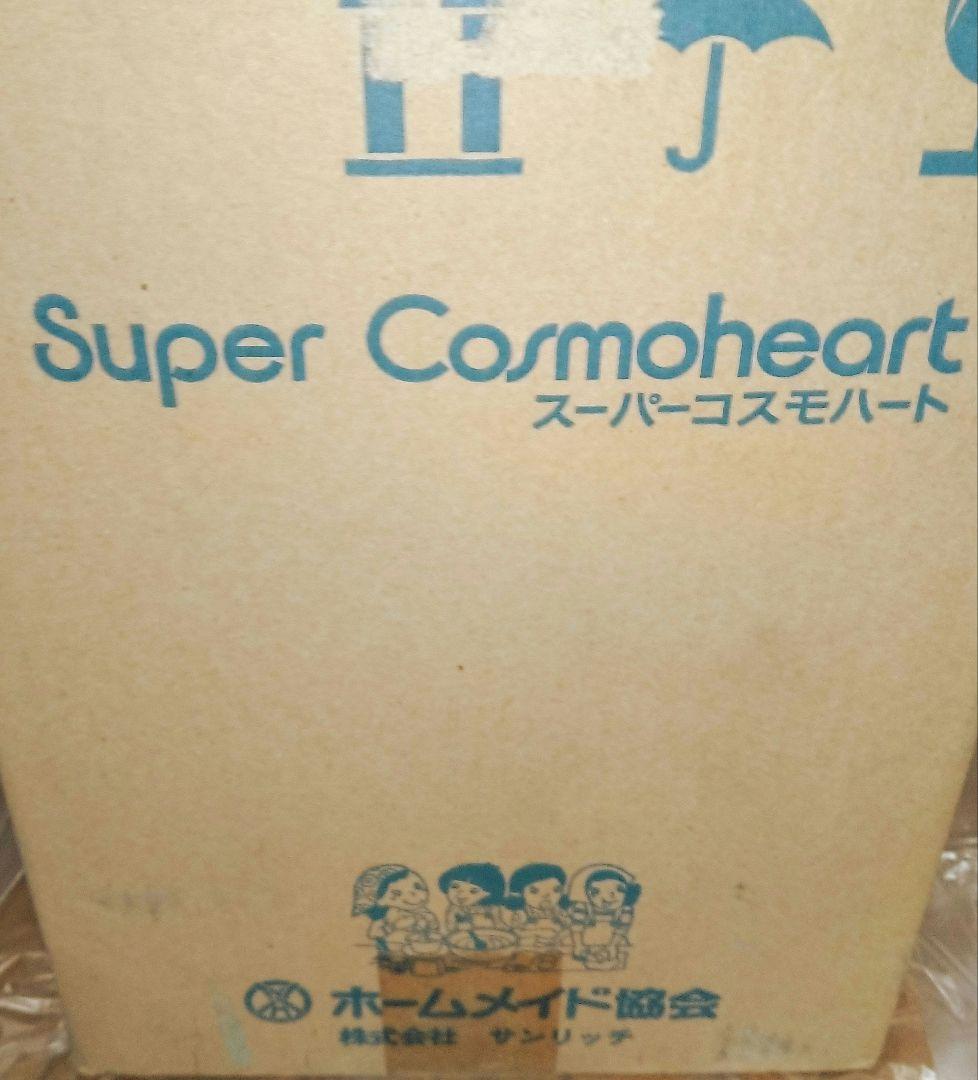 Super Cosmoheart
スーパーコスモハート
ホームメイド協会
株式会社 サンリッチ